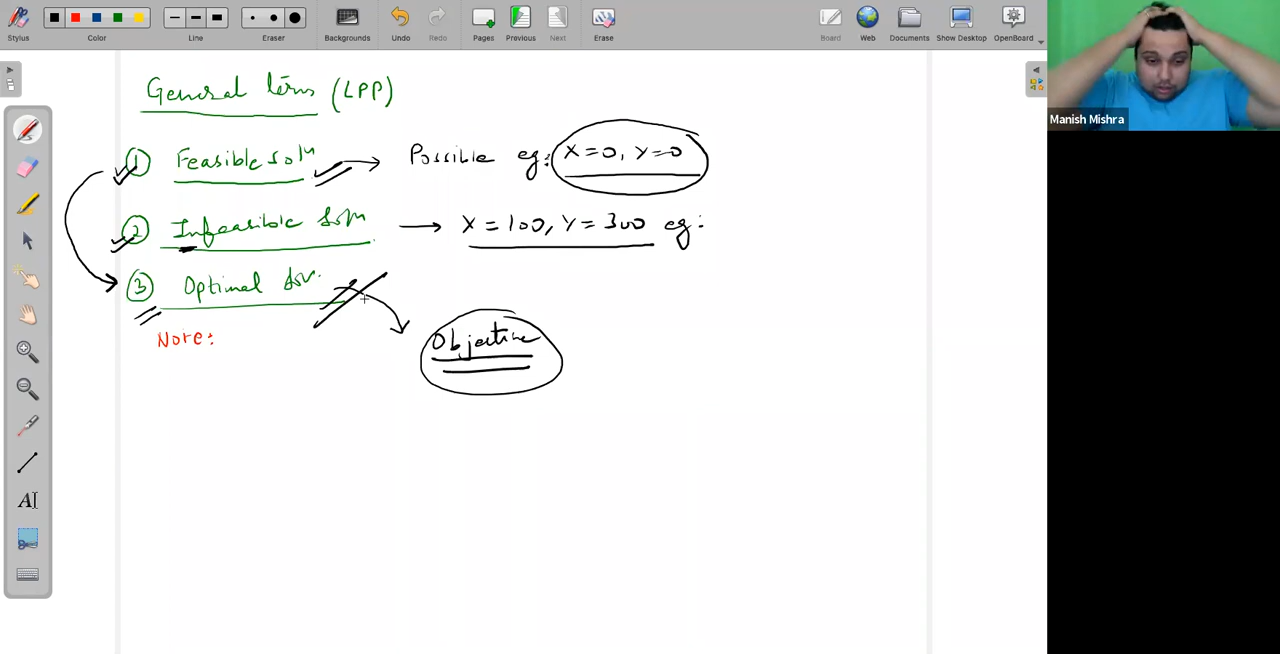 Stylus Color Line Eraser Backgrounds Undo Redo Pages Previous Next Erase Board Web Documents Show Desktop OpenBoard
Manish Mishra
General terms (LPP)
1 Feasible soln → Possible eg: X=0, Y=0
2 Infeasible soln → X=100, Y=300 eg:
3 Optimal sol.
Note:
Objective
AI